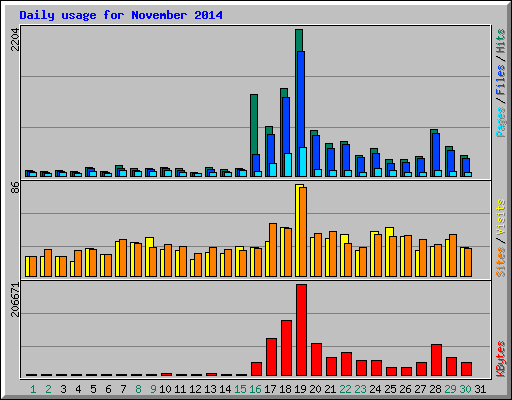 Daily usage for November 2014
2204
Pages / Files / Hits
86
Sites / Visits
206671
KBytes
1 2 3 4 5 6 7 8 9 10 11 12 13 14 15 16 17 18 19 20 21 22 23 24 25 26 27 28 29 30 31